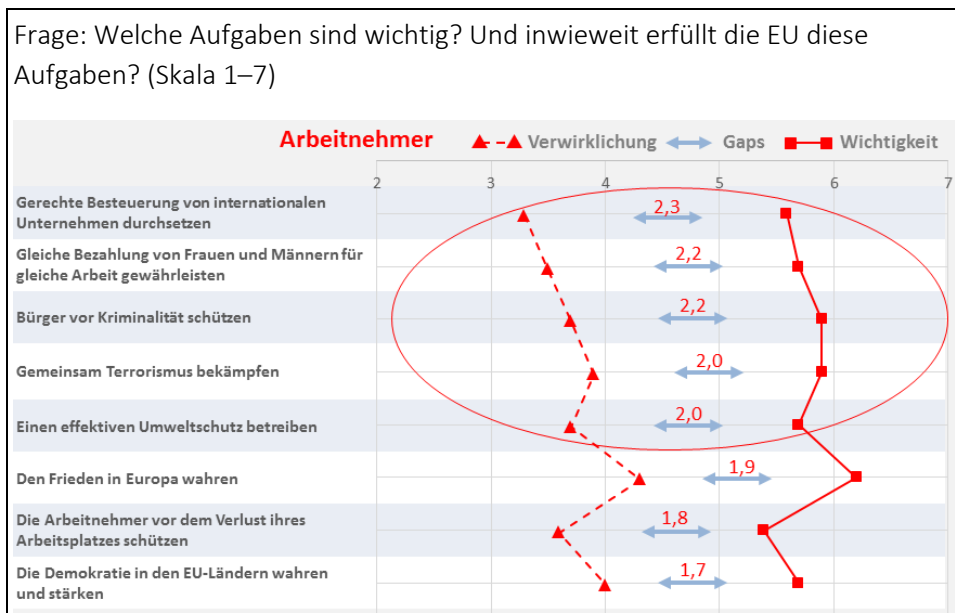 Frage: Welche Aufgaben sind wichtig? Und inwieweit erfüllt die EU diese
Aufgaben? (Skala 1–7)
Arbeitnehmer Verwirklichung Gaps Wichtigkeit
2 3 4 5 6 7
Gerechte Besteuerung von internationalen
Unternehmen durchsetzen
2,3
Gleiche Bezahlung von Frauen und Männern für
gleiche Arbeit gewährleisten
2,2
Bürger vor Kriminalität schützen
2,2
Gemeinsam Terrorismus bekämpfen
2,0
Einen effektiven Umweltschutz betreiben
2,0
Den Frieden in Europa wahren
1,9
Die Arbeitnehmer vor dem Verlust ihres
Arbeitsplatzes schützen
1,8
Die Demokratie in den EU-Ländern wahren
und stärken
1,7